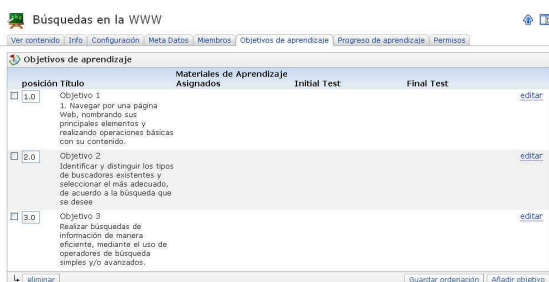 Búsquedas en la WWW
Ver contenido Info Configuración Meta Datos Miembros Objetivos de aprendizaje Progreso de aprendizaje Permisos
Objetivos de aprendizaje
posición Título Materiales de Aprendizaje Asignados Initial Test Final Test
1.0 Objetivo 1 editar
1. Navegar por una página
Web, nombrando sus
principales elementos y
realizando operaciones básicas
con su contenido.
2.0 Objetivo 2 editar
Identificar y distinguir los tipos
de buscadores existentes y
seleccionar el más adecuado,
de acuerdo a la búsqueda que
se desee
3.0 Objetivo 3 editar
Realizar búsquedas de
información de manera
eficiente, mediante el uso de
operadores de búsqueda
simples y/o avanzados.
eliminar Guardar ordenación Añadir objetivo